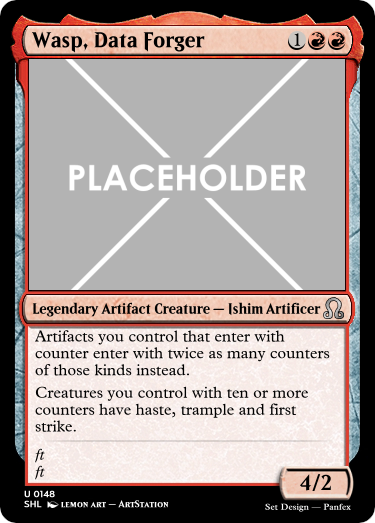 Wasp, Data Forger 1
PLACEHOLDER
Legendary Artifact Creature — Ishim Artificer
Artifacts you control that enter with
counter enter with twice as many counters
of those kinds instead.
Creatures you control with ten or more
counters have haste, trample and first
strike.
ft
ft
4/2
U 0148
SHL LEMON ART — ArtStation
Set Design — Panfex